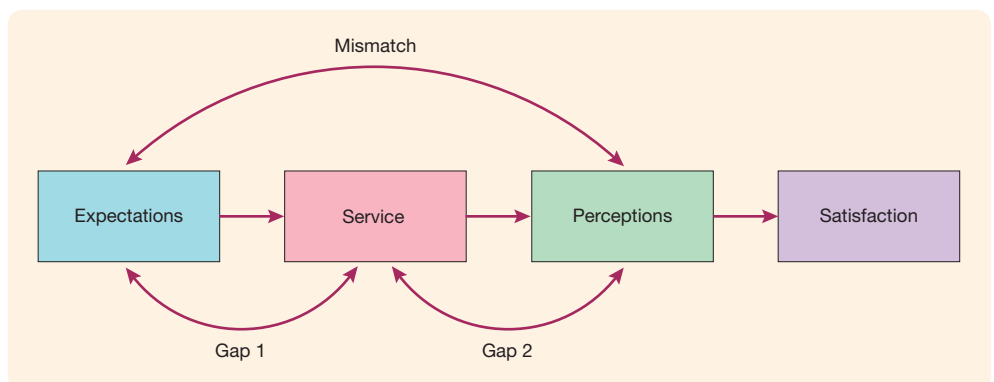 Mismatch
Expectations
Service
Perceptions
Satisfaction
Gap 1
Gap 2